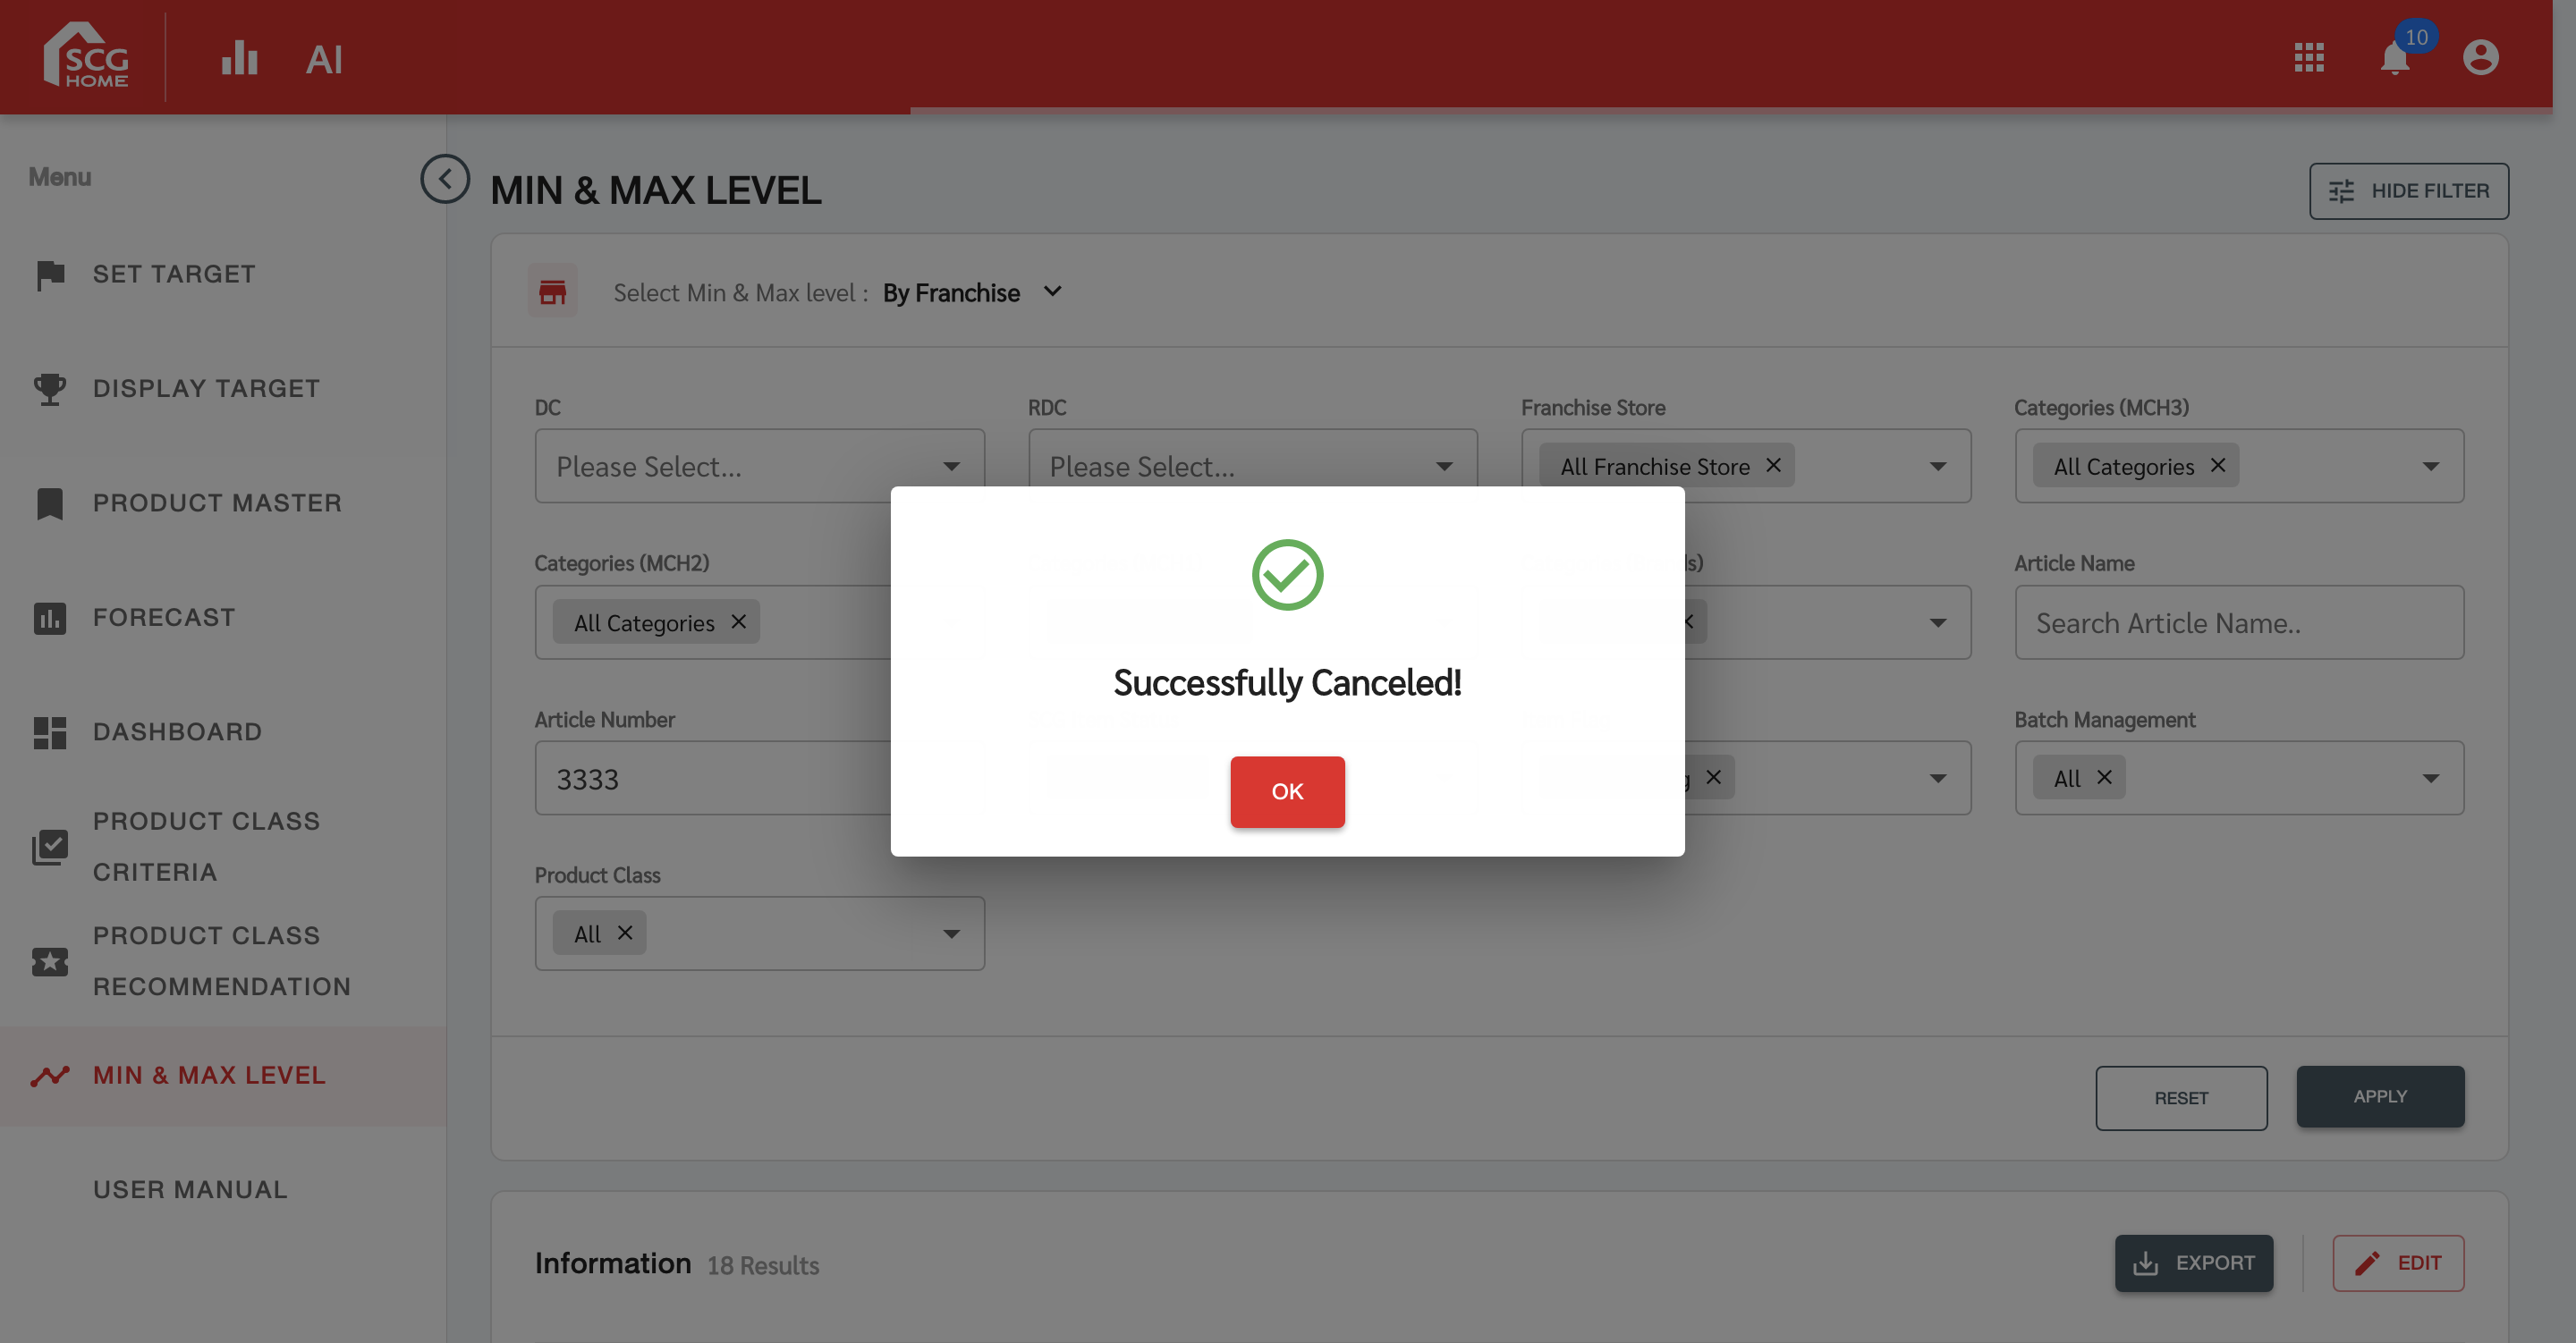 SCG
HOME
AI
10
Menu
SET TARGET
DISPLAY TARGET
PRODUCT MASTER
FORECAST
DASHBOARD
PRODUCT CLASS
CRITERIA
PRODUCT CLASS
RECOMMENDATION
MIN & MAX LEVEL
USER MANUAL
MIN & MAX LEVEL
HIDE FILTER
Select Min & Max level : By Franchise
DC
RDC
Franchise Store
Categories (MCH3)
Please Select...
Please Select...
All Franchise Store
All Categories
Categories (MCH2)
Article Name
All Categories
Search Article Name..
Successfully Canceled!
Article Number
Batch Management
3333
All
OK
Product Class
All
RESET
APPLY
Information 18 Results
EXPORT
EDIT